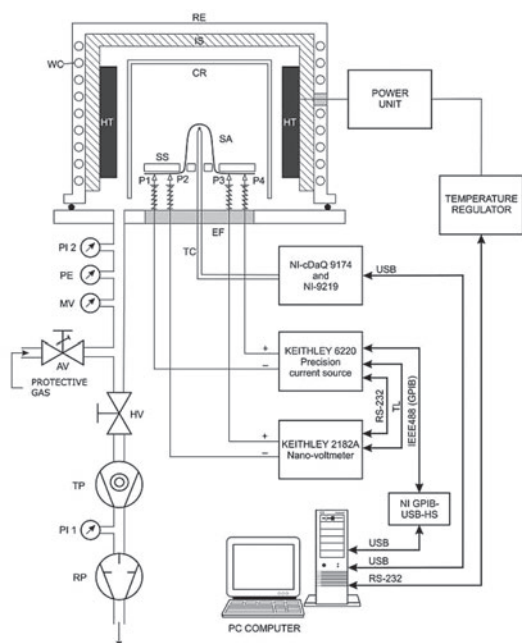 RE
IS
WC
CR
HT
HT
SS
SA
P1
P2
P3
P4
POWER
UNIT
TEMPERATURE
REGULATOR
EF
TC
PI 2
PE
MV
NI-cDaQ 9174
and
NI-9219
USB
AV
PROTECTIVE
GAS
HV
+
KEITHLEY 6220
Precision
current source
–
RS-232
TL
IEEE488 (GPIB)
+
KEITHLEY 2182A
Nano-voltmeter
–
TP
PI 1
RP
NI GPIB-
USB-HS
USB
USB
RS-232
PC COMPUTER